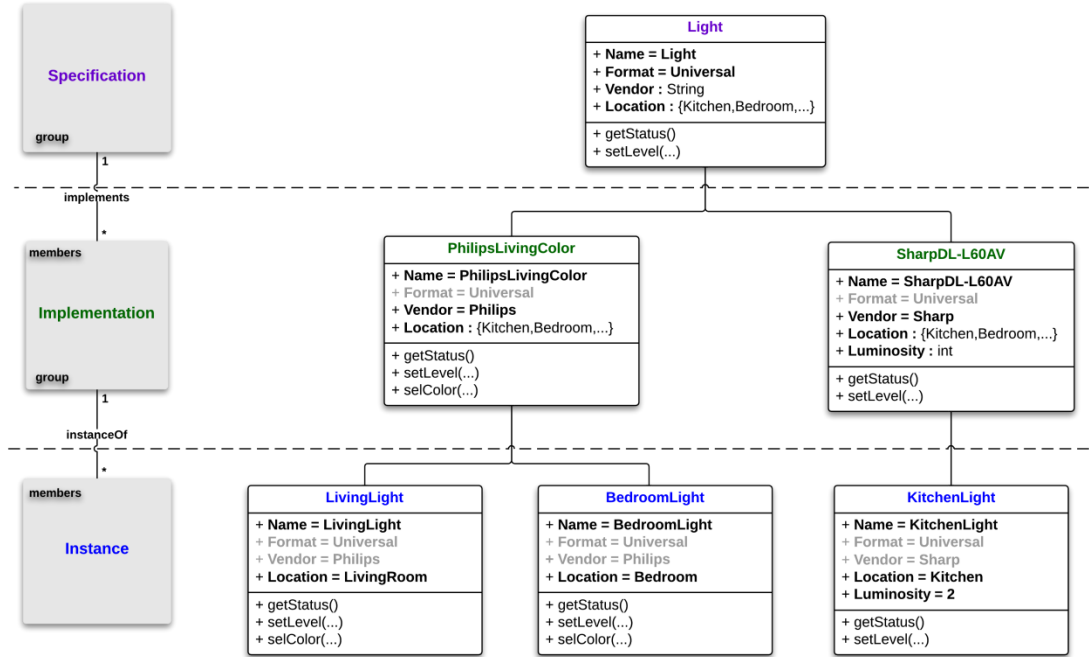 Specification
group
1
implements
*
members
Implementation
group
1
instanceOf
*
members
Instance
Light
+ Name = Light
+ Format = Universal
+ Vendor : String
+ Location : {Kitchen,Bedroom,...}
+ getStatus()
+ setLevel(...)
PhilipsLivingColor
+ Name = PhilipsLivingColor
+ Format = Universal
+ Vendor = Philips
+ Location : {Kitchen,Bedroom,...}
+ getStatus()
+ setLevel(...)
+ selColor(...)
SharpDL-L60AV
+ Name = SharpDL-L60AV
+ Format = Universal
+ Vendor = Sharp
+ Location : {Kitchen,Bedroom,...}
+ Luminosity : int
+ getStatus()
+ setLevel(...)
LivingLight
+ Name = LivingLight
+ Format = Universal
+ Vendor = Philips
+ Location = LivingRoom
+ getStatus()
+ setLevel(...)
+ selColor(...)
BedroomLight
+ Name = BedroomLight
+ Format = Universal
+ Vendor = Philips
+ Location = Bedroom
+ getStatus()
+ setLevel(...)
+ selColor(...)
KitchenLight
+ Name = KitchenLight
+ Format = Universal
+ Vendor = Sharp
+ Location = Kitchen
+ Luminosity = 2
+ getStatus()
+ setLevel(...)